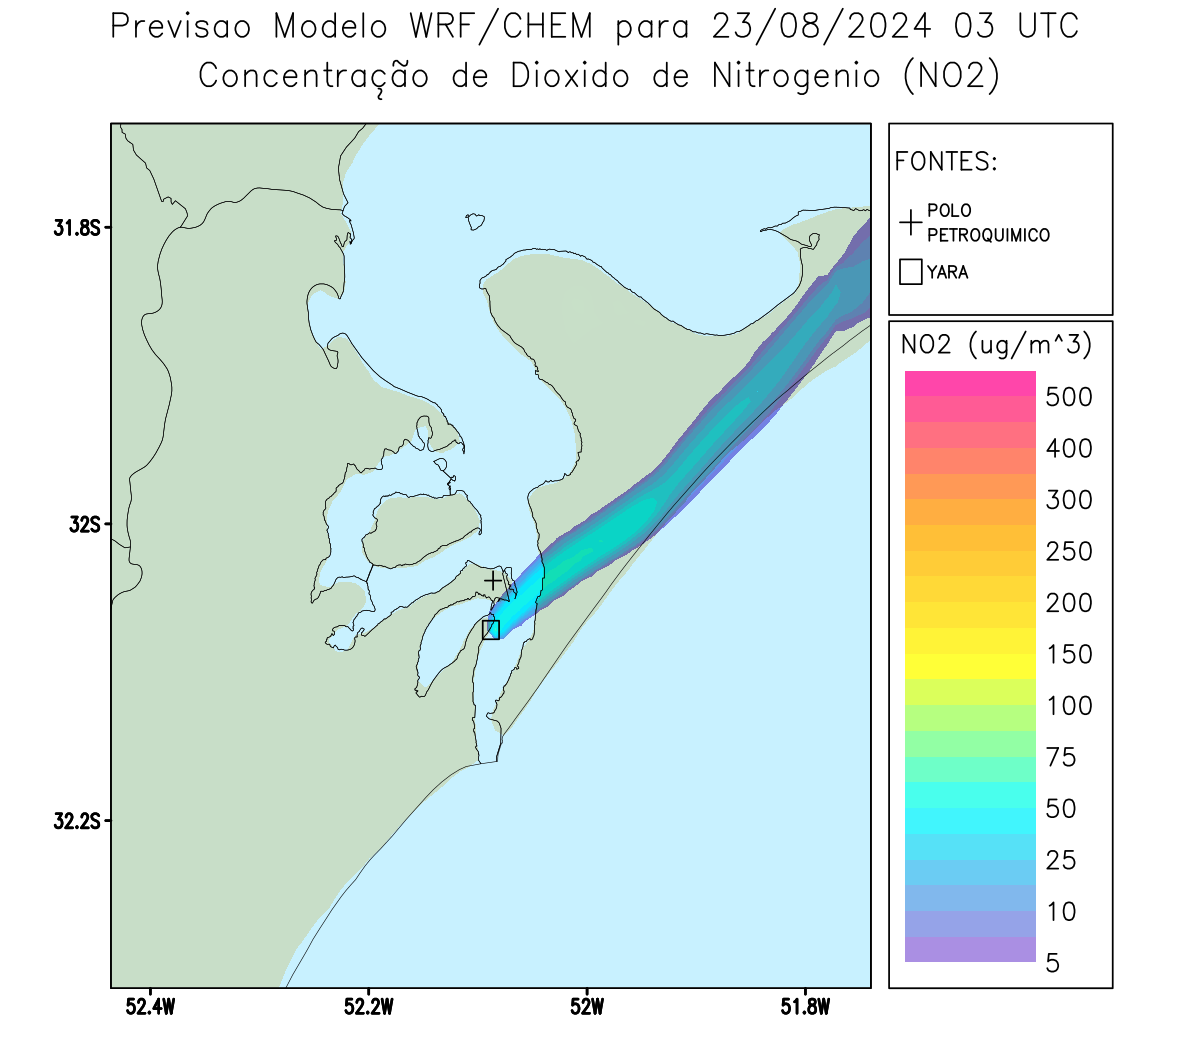 Previsao Modelo WRF/CHEM para 23/08/2024 03 UTC
Concentração de Dioxido de Nitrogenio (NO2)
FONTES:
POLO
PETROQUIMICO
YARA
NO2 (ug/m^3)
500
400
300
250
200
150
100
75
50
25
10
5
31.8S
32S
32.2S
52.4W
52.2W
52W
51.8W